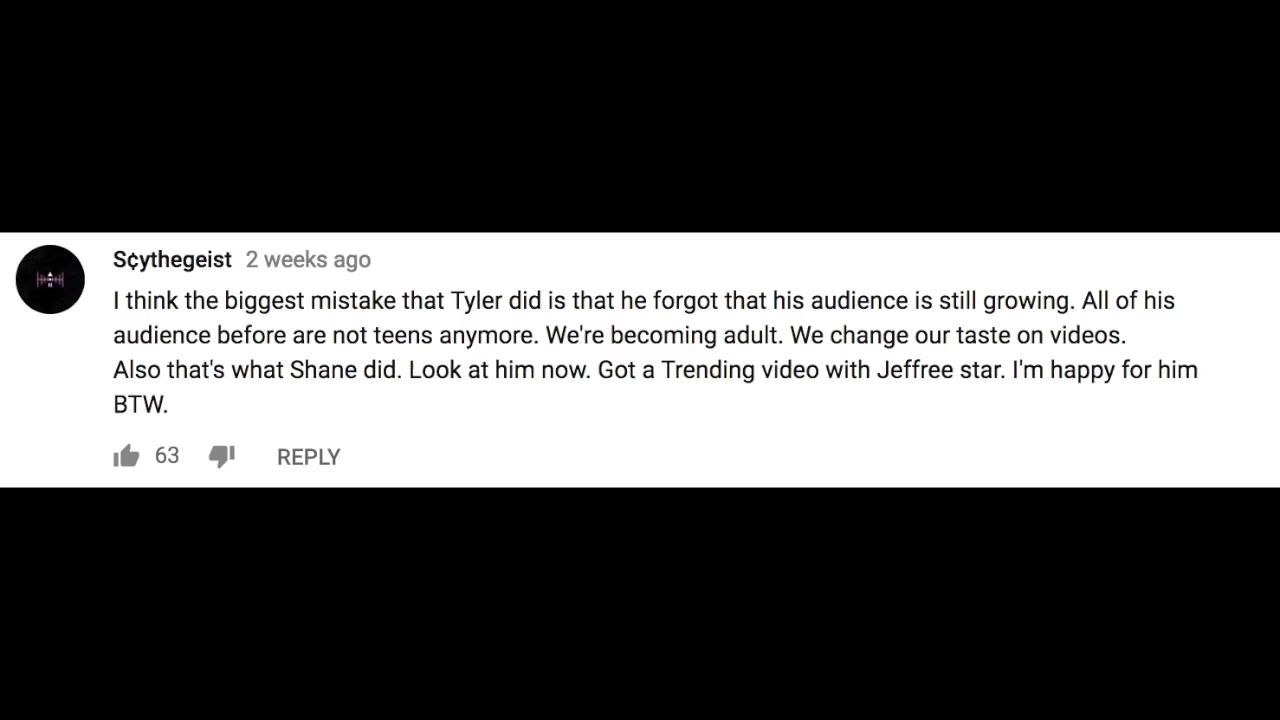 S¢ythegeist 2 weeks ago
I think the biggest mistake that Tyler did is that he forgot that his audience is still growing. All of his
audience before are not teens anymore. We're becoming adult. We change our taste on videos.
Also that's what Shane did. Look at him now. Got a Trending video with Jeffree star. I'm happy for him
BTW.
63 REPLY